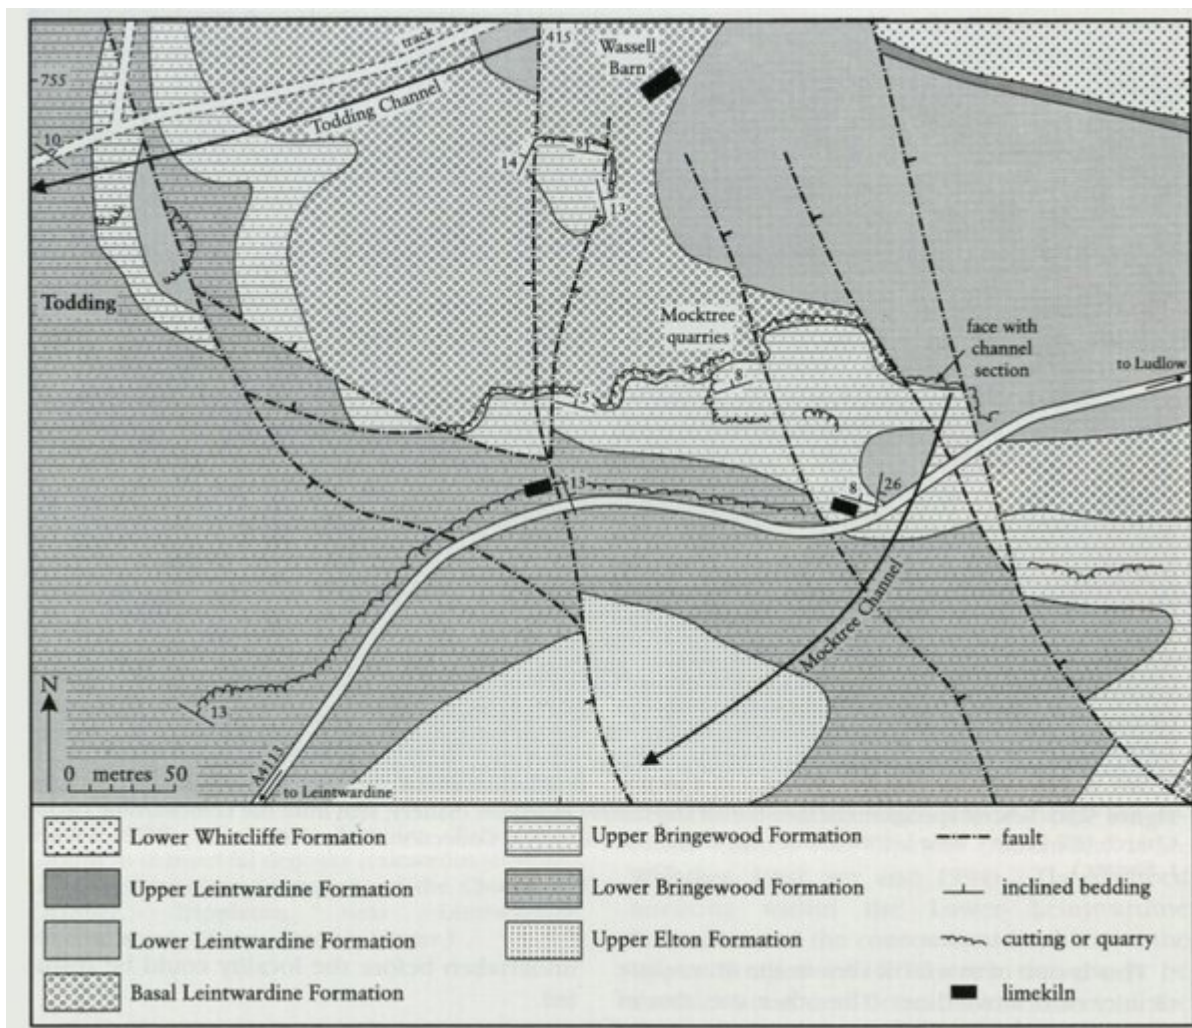 415
Wassell
Barn
track
755
Todding Channel
10
14
8
13
Todding
Mocktree
quarries
face with
channel
section
to Ludlow
8
5
13
8
26
Mocktree Channel
N
13
A4113
0 metres 50
to Leintwardine
Lower Whitcliffe Formation
Upper Leintwardine Formation
Lower Leintwardine Formation
Basal Leintwardine Formation
Upper Bringewood Formation
Lower Bringewood Formation
Upper Elton Formation
fault
inclined bedding
cutting or quarry
limekiln